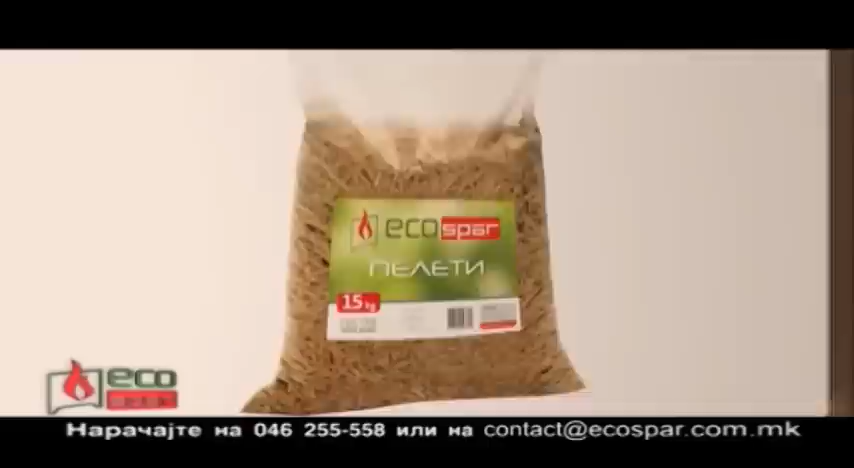 ecospar
ПЕЛЕТИ
15kg
eco
Нарачајте на 046 255-558 или на contact@ecospar.com.mk